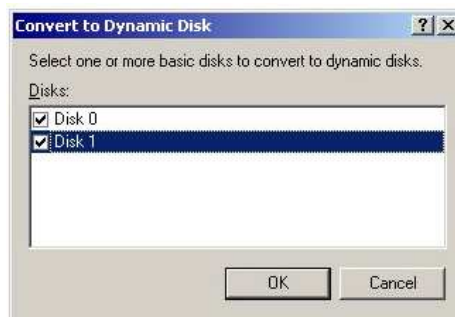 Convert to Dynamic Disk
Select one or more basic disks to convert to dynamic disks.
Disks:
Disk 0
Disk 1
OK
Cancel